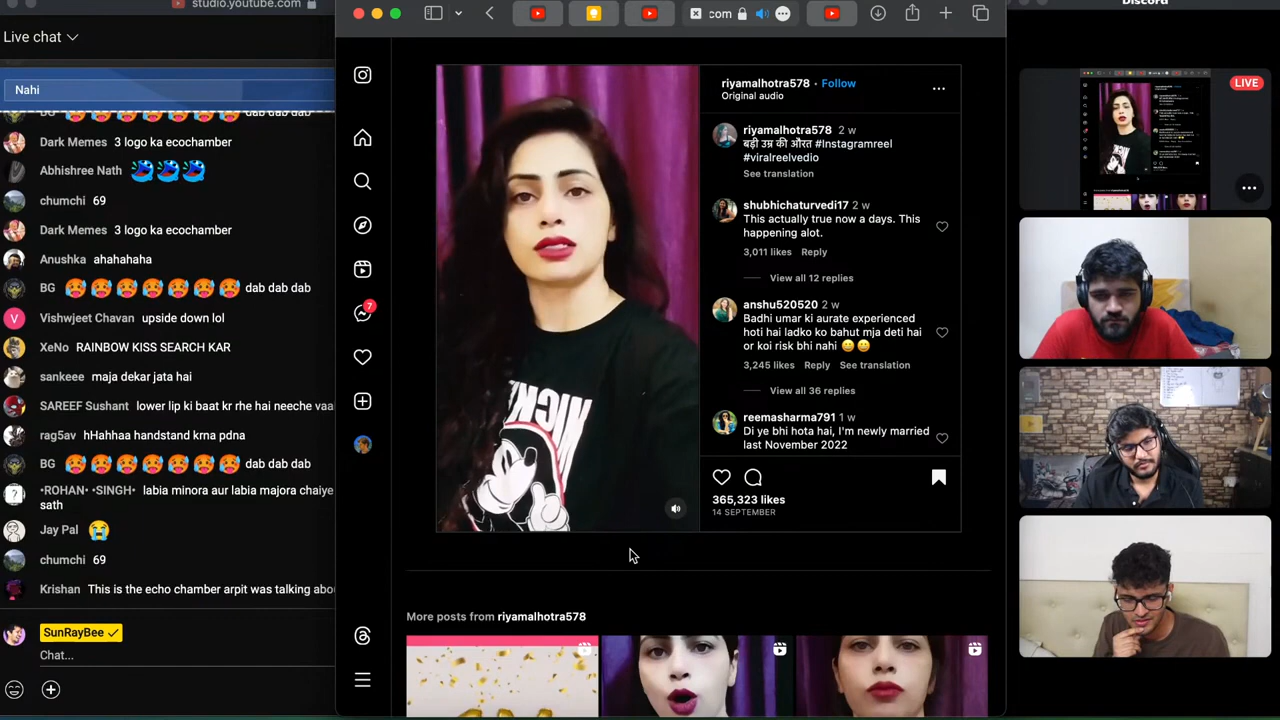 studio.youtube.com
Live chat
Nahi
Dark Memes 3 logo ka ecochamber
Abhishree Nath
chumchi 69
Dark Memes 3 logo ka ecochamber
Anushka ahahahaha
BG dab dab dab
Vishwjeet Chavan upside down lol
XeNo RAINBOW KISS SEARCH KAR
sankeee maja dekar jata hai
SAREEF Sushant lower lip ki baat kr rhe hai neeche vaa
rag5av hHahhaa handstand krna pdna
BG dab dab dab
•ROHAN• •SINGH• labia minora aur labia majora chaiye
sath
Jay Pal
chumchi 69
Krishan This is the echo chamber arpit was talking abou
SunRayBee
Chat...
com
7
riyamalhotra578 · Follow
Original audio
riyamalhotra578 2 w
बड़ी उम्र की औरत #Instagramreel
#viralreelvedio
See translation
shubhichaturvedi17 2 w
This actually true now a days. This
happening alot.
3,011 likes Reply
View all 12 replies
anshu520520 2 w
Badhi umar ki aurate experienced
hoti hai ladko ko bahut mja deti hai
or koi risk bhi nahi
3,245 likes Reply See translation
View all 36 replies
reemasharma791 1 w
Di ye bhi hota hai, I'm newly married
last November 2022
365,323 likes
14 SEPTEMBER
More posts from riyamalhotra578
Discord
LIVE